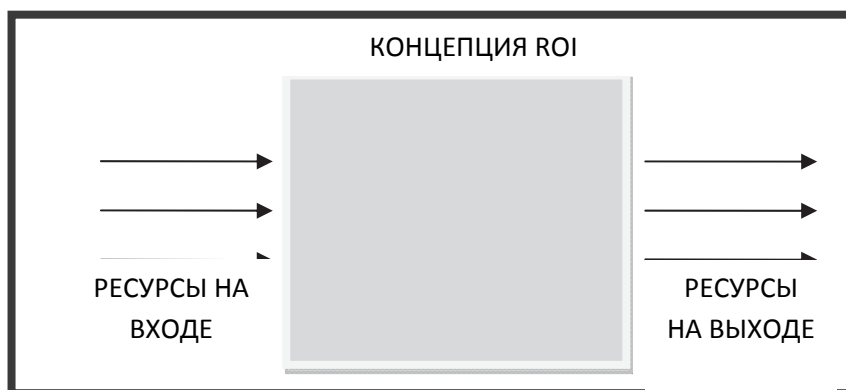 КОНЦЕПЦИЯ ROI
РЕСУРСЫ НА
ВХОДЕ
РЕСУРСЫ
НА ВЫХОДЕ